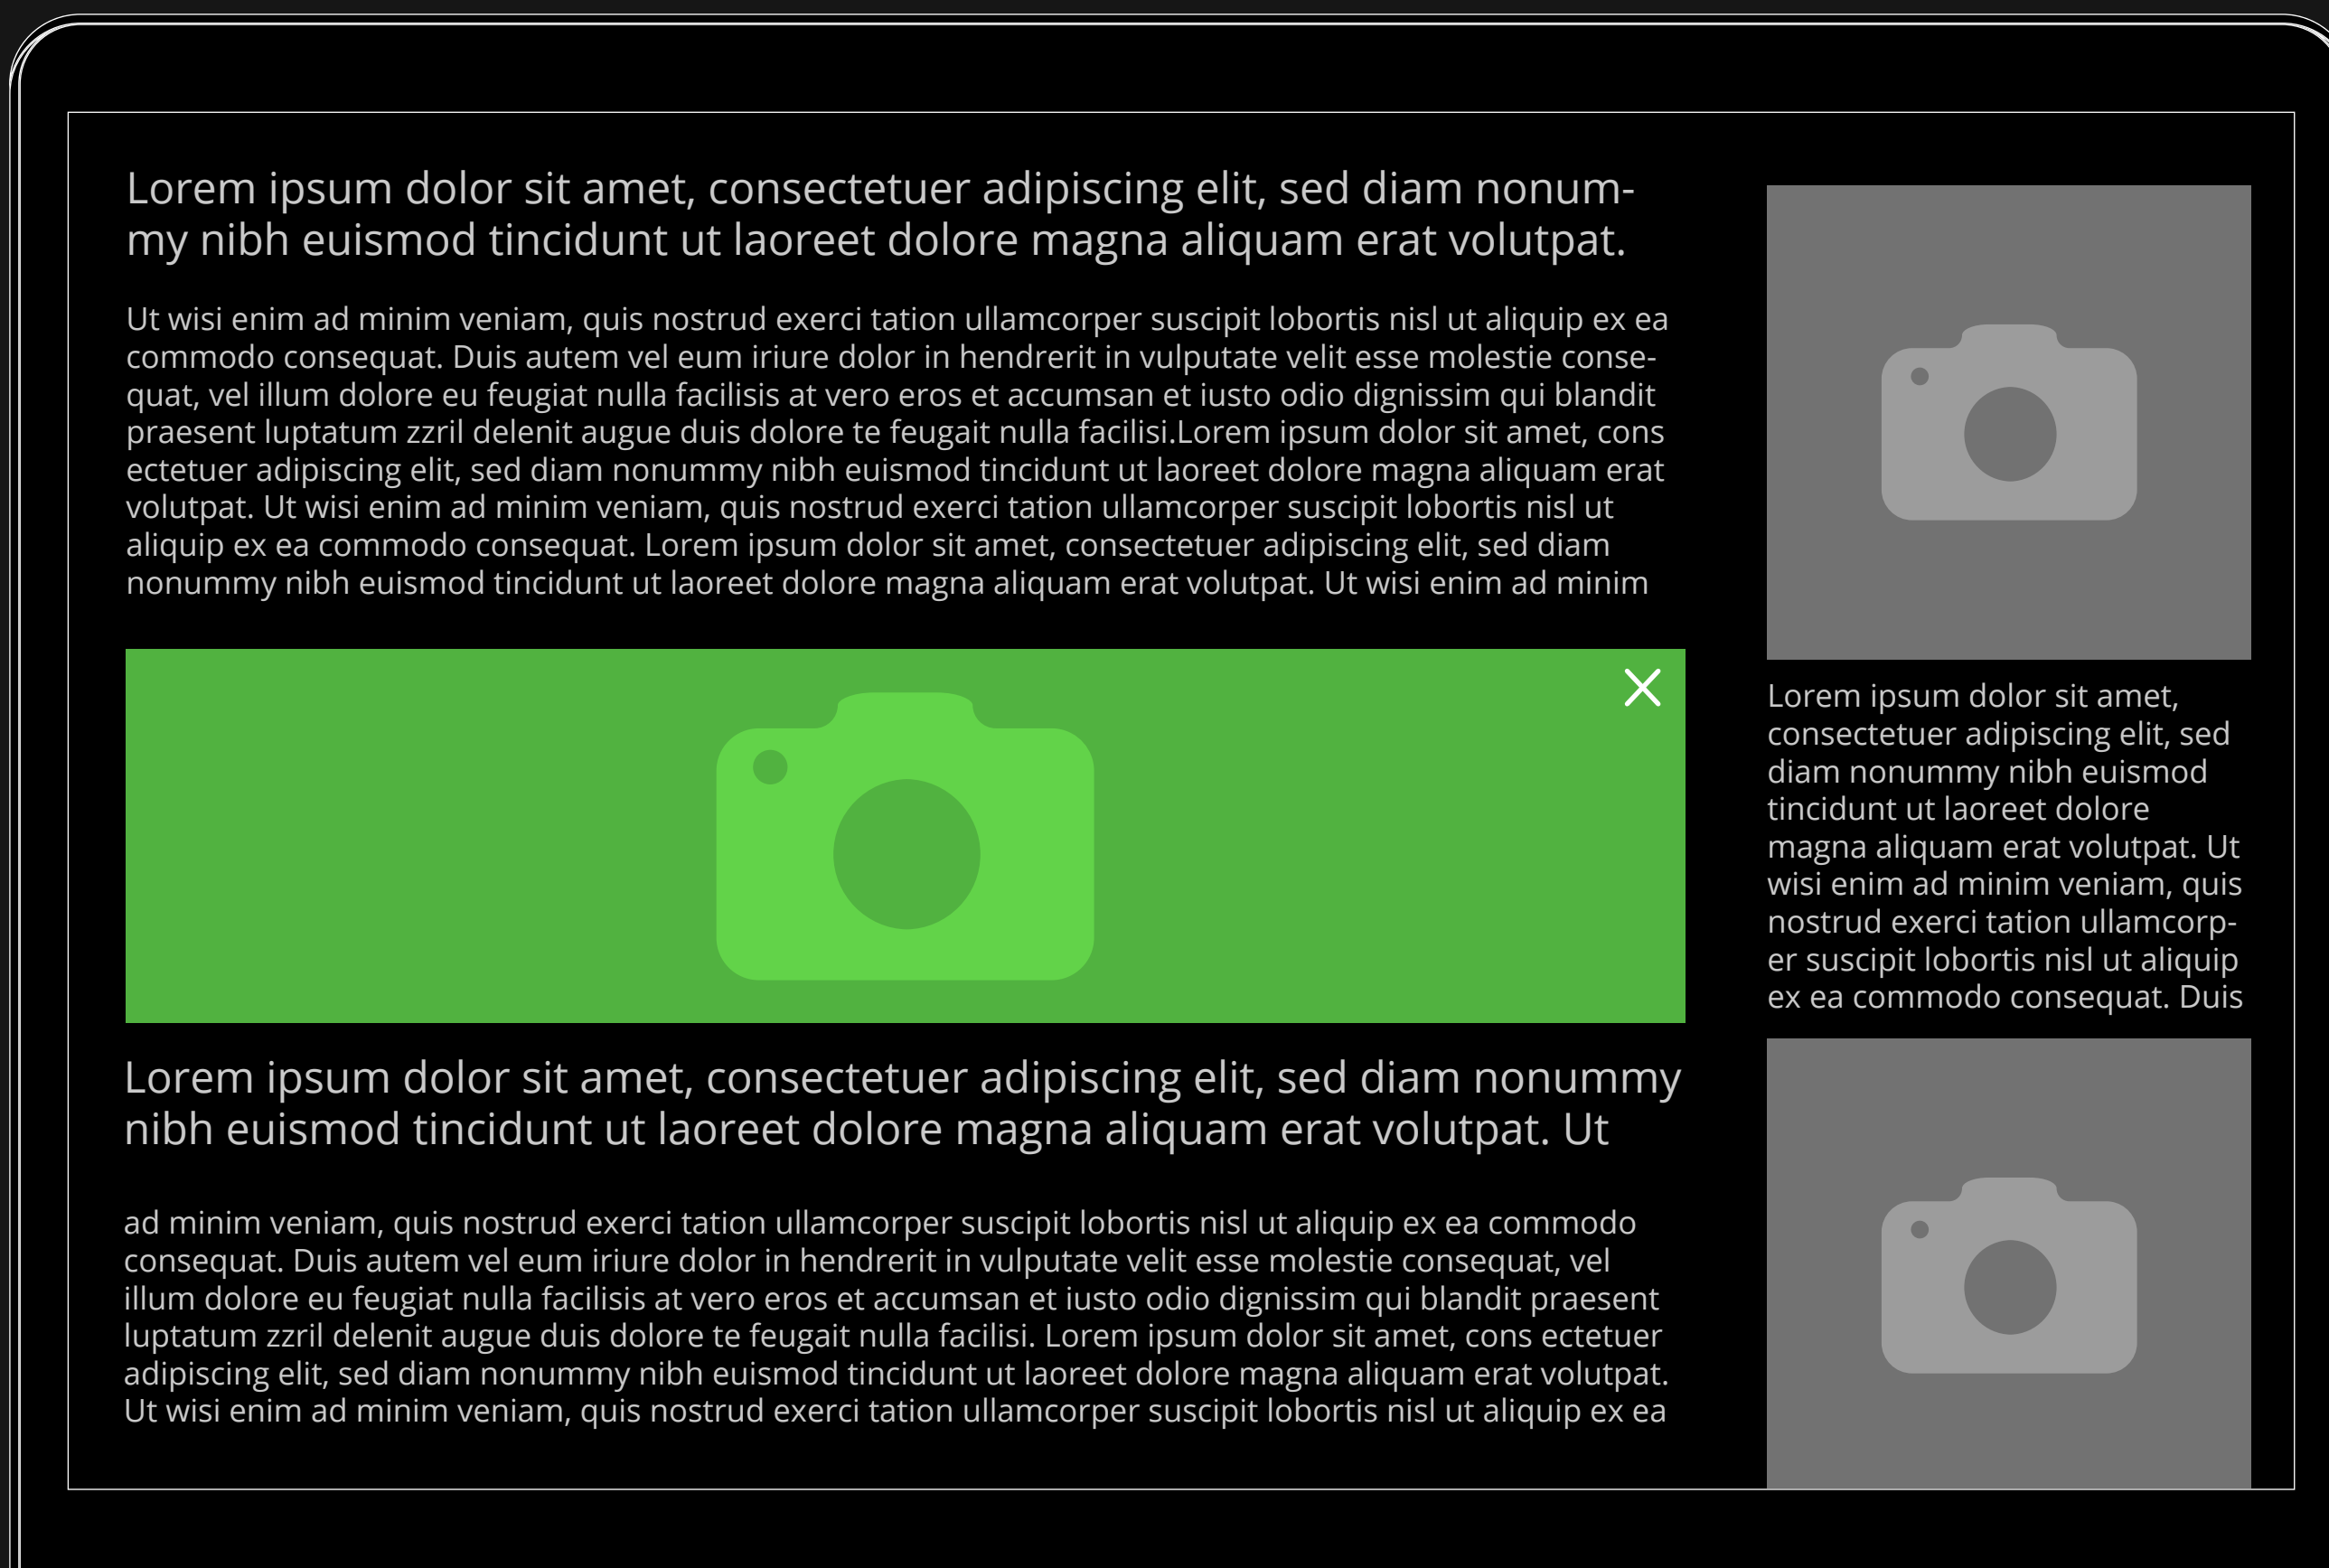 Lorem ipsum dolor sit amet, consectetuer adipiscing elit, sed diam nonum-
my nibh euismod tincidunt ut laoreet dolore magna aliquam erat volutpat.
Ut wisi enim ad minim veniam, quis nostrud exerci tation ullamcorper suscipit lobortis nisl ut aliquip ex ea
commodo consequat. Duis autem vel eum iriure dolor in hendrerit in vulputate velit esse molestie conse-
quat, vel illum dolore eu feugiat nulla facilisis at vero eros et accumsan et iusto odio dignissim qui blandit
praesent luptatum zzril delenit augue duis dolore te feugait nulla facilisi.Lorem ipsum dolor sit amet, cons
ectetuer adipiscing elit, sed diam nonummy nibh euismod tincidunt ut laoreet dolore magna aliquam erat
volutpat. Ut wisi enim ad minim veniam, quis nostrud exerci tation ullamcorper suscipit lobortis nisl ut
aliquip ex ea commodo consequat. Lorem ipsum dolor sit amet, consectetuer adipiscing elit, sed diam
nonummy nibh euismod tincidunt ut laoreet dolore magna aliquam erat volutpat. Ut wisi enim ad minim
Lorem ipsum dolor sit amet, consectetuer adipiscing elit, sed diam nonummy
nibh euismod tincidunt ut laoreet dolore magna aliquam erat volutpat. Ut
ad minim veniam, quis nostrud exerci tation ullamcorper suscipit lobortis nisl ut aliquip ex ea commodo
consequat. Duis autem vel eum iriure dolor in hendrerit in vulputate velit esse molestie consequat, vel
illum dolore eu feugiat nulla facilisis at vero eros et accumsan et iusto odio dignissim qui blandit praesent
luptatum zzril delenit augue duis dolore te feugait nulla facilisi. Lorem ipsum dolor sit amet, cons ectetuer
adipiscing elit, sed diam nonummy nibh euismod tincidunt ut laoreet dolore magna aliquam erat volutpat.
Ut wisi enim ad minim veniam, quis nostrud exerci tation ullamcorper suscipit lobortis nisl ut aliquip ex ea
Lorem ipsum dolor sit amet,
consectetuer adipiscing elit, sed
diam nonummy nibh euismod
tincidunt ut laoreet dolore
magna aliquam erat volutpat. Ut
wisi enim ad minim veniam, quis
nostrud exerci tation ullamcorp-
er suscipit lobortis nisl ut aliquip
ex ea commodo consequat. Duis